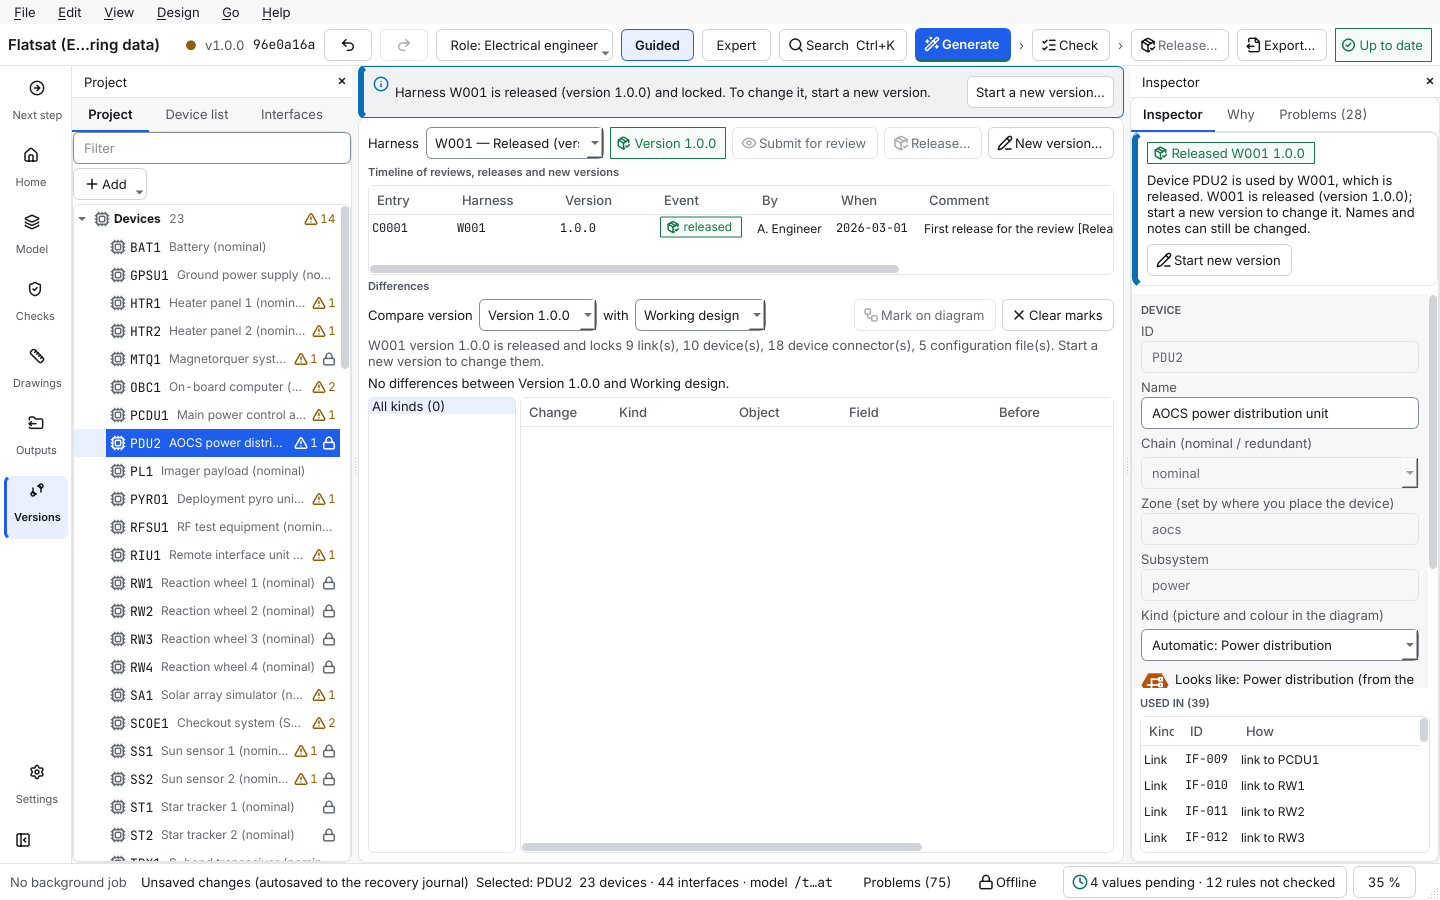 File Edit View Design Go Help
Flatsat (E...ring data) v1.0.0 96e0a16a Role: Electrical engineer Guided Expert Search Ctrl+K Generate › Check › Release... Export... Up to date
Next step
Home
Model
Checks
Drawings
Outputs
Versions
Settings
Project
Project Device list Interfaces
Filter
Add
Devices 23 14
BAT1 Battery (nominal)
GPSU1 Ground power supply (no...
HTR1 Heater panel 1 (nomin... 1
HTR2 Heater panel 2 (nomin... 1
MTQ1 Magnetorquer syst... 1
OBC1 On-board computer (... 2
PCDU1 Main power control a... 1
PDU2 AOCS power distri... 1
PL1 Imager payload (nominal)
PYRO1 Deployment pyro uni... 1
RFSU1 RF test equipment (nomin...
RIU1 Remote interface unit ... 1
RW1 Reaction wheel 1 (nominal)
RW2 Reaction wheel 2 (nominal)
RW3 Reaction wheel 3 (nominal)
RW4 Reaction wheel 4 (nominal)
SA1 Solar array simulator (n... 1
SCOE1 Checkout system (S... 2
SS1 Sun sensor 1 (nomin... 1
SS2 Sun sensor 2 (nomin... 1
ST1 Star tracker 1 (nominal)
ST2 Star tracker 2 (nominal)
Harness W001 is released (version 1.0.0) and locked. To change it, start a new version. Start a new version...
Harness W001 — Released (ver Version 1.0.0 Submit for review Release... New version...
Timeline of reviews, releases and new versions
Entry Harness Version Event By When Comment
C0001 W001 1.0.0 released A. Engineer 2026-03-01 First release for the review [Relea
Differences
Compare version Version 1.0.0 with Working design Mark on diagram Clear marks
W001 version 1.0.0 is released and locks 9 link(s), 10 device(s), 18 device connector(s), 5 configuration file(s). Start a
new version to change them.
No differences between Version 1.0.0 and Working design.
All kinds (0)
Change Kind Object Field Before
Inspector
Inspector Why Problems (28)
Released W001 1.0.0
Device PDU2 is used by W001, which is
released. W001 is released (version 1.0.0);
start a new version to change it. Names and
notes can still be changed.
Start new version
DEVICE
ID
PDU2
Name
AOCS power distribution unit
Chain (nominal / redundant)
nominal
Zone (set by where you place the device)
aocs
Subsystem
power
Kind (picture and colour in the diagram)
Automatic: Power distribution
Looks like: Power distribution (from the
USED IN (39)
Kind ID How
Link IF-009 link to PCDU1
Link IF-010 link to RW1
Link IF-011 link to RW2
Link IF-012 link to RW3
No background job Unsaved changes (autosaved to the recovery journal) Selected: PDU2 23 devices · 44 interfaces · model /t…at Problems (75) Offline 4 values pending · 12 rules not checked 35 %